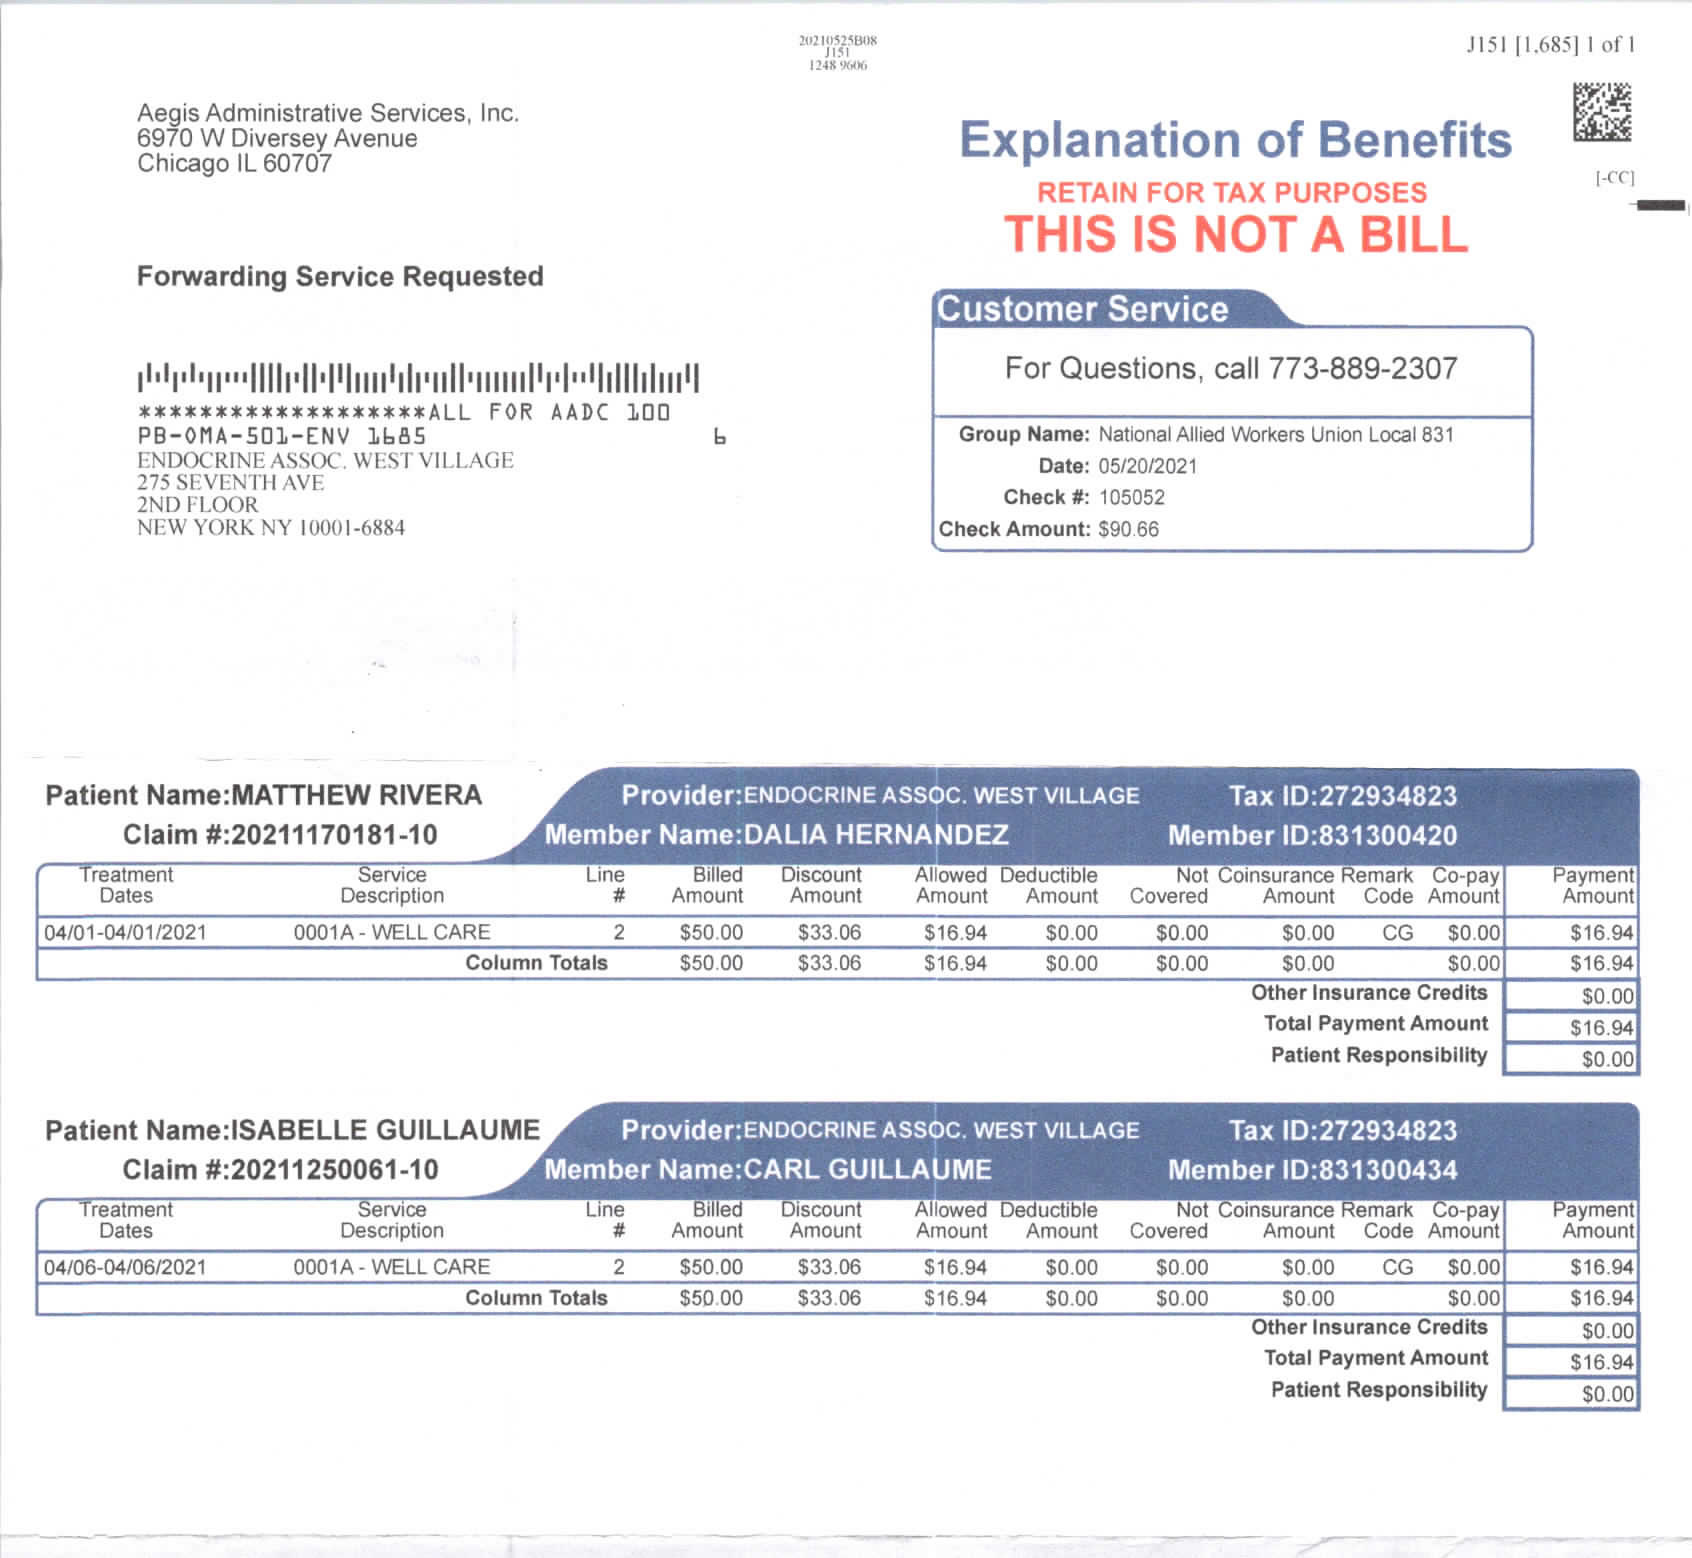 20210525B08
J151
1248 9606
J151 [1,685] 1 of 1
Aegis Administrative Services, Inc.
6970 W Diversey Avenue
Chicago IL 60707
Explanation of Benefits
RETAIN FOR TAX PURPOSES
THIS IS NOT A BILL
[-CC]
Forwarding Service Requested
Customer Service
For Questions, call 773-889-2307
Group Name: National Allied Workers Union Local 831
Date: 05/20/2021
Check #: 105052
Check Amount: $90.66
*******************ALL FOR AADC 100
PB-OMA-501-ENV 1685 6
ENDOCRINE ASSOC. WEST VILLAGE
275 SEVENTH AVE
2ND FLOOR
NEW YORK NY 10001-6884
Patient Name:MATTHEW RIVERA Provider:ENDOCRINE ASSOC. WEST VILLAGE Tax ID:272934823
Claim #:20211170181-10 Member Name:DALIA HERNANDEZ Member ID:831300420
Treatment Service Line Billed Discount Allowed Deductible Not Coinsurance Remark Co-pay Payment
Dates Description # Amount Amount Amount Amount Covered Amount Code Amount Amount
04/01-04/01/2021 0001A - WELL CARE 2 $50.00 $33.06 $16.94 $0.00 $0.00 $0.00 CG $0.00 $16.94
Column Totals $50.00 $33.06 $16.94 $0.00 $0.00 $0.00 $0.00 $16.94
Other Insurance Credits $0.00
Total Payment Amount $16.94
Patient Responsibility $0.00
Patient Name:ISABELLE GUILLAUME Provider:ENDOCRINE ASSOC. WEST VILLAGE Tax ID:272934823
Claim #:20211250061-10 Member Name:CARL GUILLAUME Member ID:831300434
Treatment Service Line Billed Discount Allowed Deductible Not Coinsurance Remark Co-pay Payment
Dates Description # Amount Amount Amount Amount Covered Amount Code Amount Amount
04/06-04/06/2021 0001A - WELL CARE 2 $50.00 $33.06 $16.94 $0.00 $0.00 $0.00 CG $0.00 $16.94
Column Totals $50.00 $33.06 $16.94 $0.00 $0.00 $0.00 $0.00 $16.94
Other Insurance Credits $0.00
Total Payment Amount $16.94
Patient Responsibility $0.00